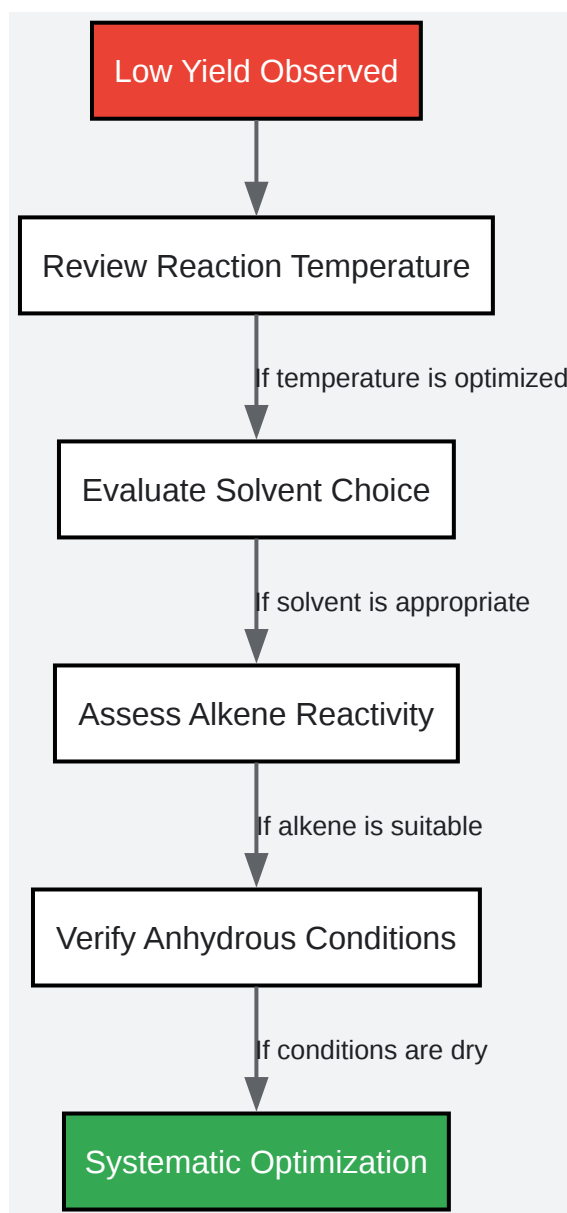 Low Yield Observed
Review Reaction Temperature
If temperature is optimized
Evaluate Solvent Choice
If solvent is appropriate
Assess Alkene Reactivity
If alkene is suitable
Verify Anhydrous Conditions
If conditions are dry
Systematic Optimization